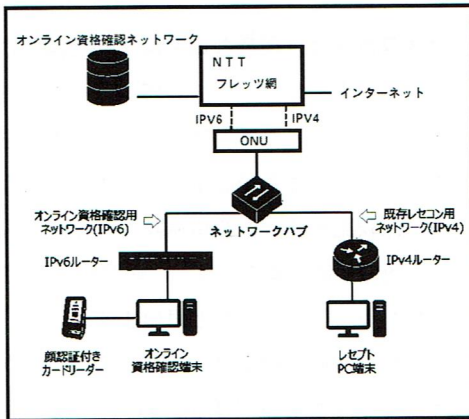 オンライン資格確認ネットワーク
NTT
フレッツ網
インターネット
IPV6
IPV4
ONU
オンライン資格確認用
ネットワーク(IPv6)
ネットワークハブ
既存レセコン用
ネットワーク(IPv4)
IPv6ルーター
IPv4ルーター
顔認証付き
カードリーダー
オンライン
資格確認端末
レセプト
PC端末